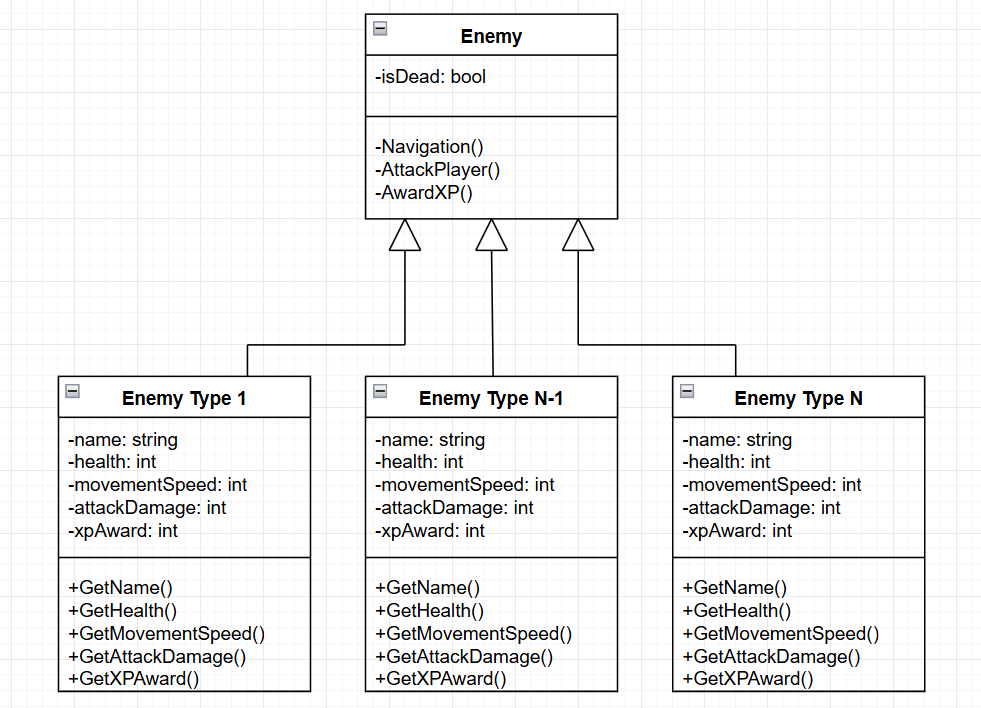 Enemy
-isDead: bool
-Navigation()
-AttackPlayer()
-AwardXP()
Enemy Type 1
-name: string
-health: int
-movementSpeed: int
-attackDamage: int
-xpAward: int
+GetName()
+GetHealth()
+GetMovementSpeed()
+GetAttackDamage()
+GetXPAward()
Enemy Type N-1
-name: string
-health: int
-movementSpeed: int
-attackDamage: int
-xpAward: int
+GetName()
+GetHealth()
+GetMovementSpeed()
+GetAttackDamage()
+GetXPAward()
Enemy Type N
-name: string
-health: int
-movementSpeed: int
-attackDamage: int
-xpAward: int
+GetName()
+GetHealth()
+GetMovementSpeed()
+GetAttackDamage()
+GetXPAward()